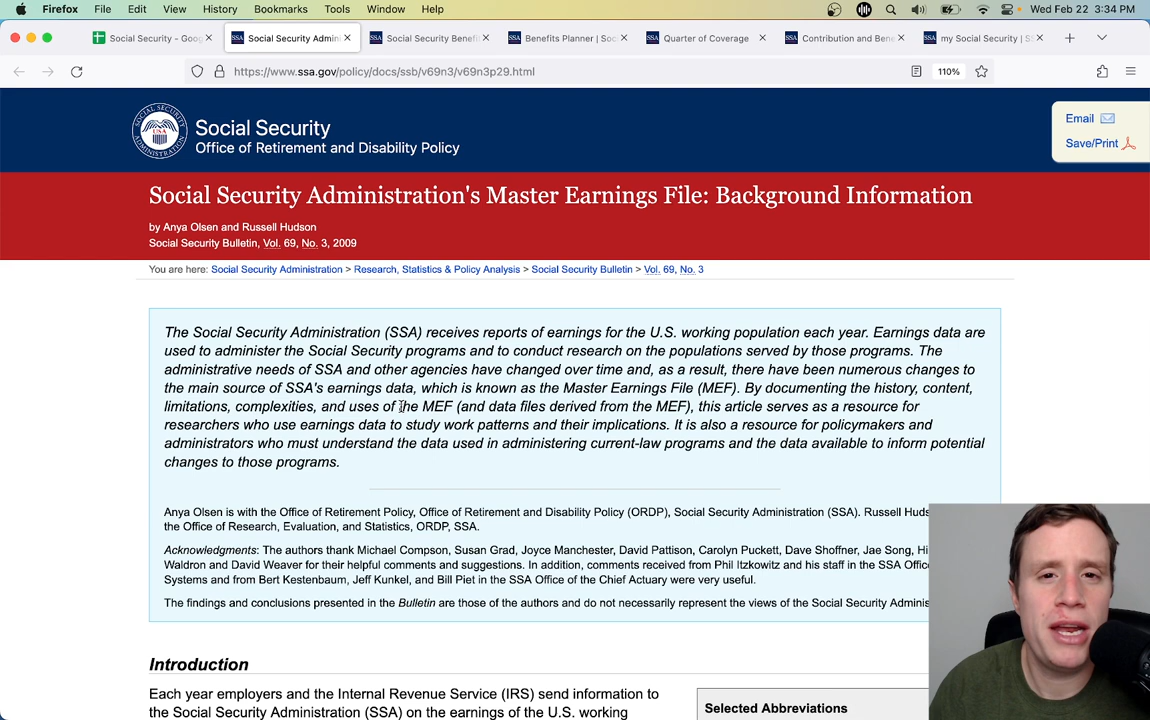 Firefox File Edit View History Bookmarks Tools Window Help Wed Feb 22 3:34 PM
Social Security - Goog Social Security Admini Social Security Benefi Benefits Planner | Soc Quarter of Coverage Contribution and Bene my Social Security | S
https://www.ssa.gov/policy/docs/ssb/v69n3/v69n3p29.html 110%
Email
Save/Print
Social Security
Office of Retirement and Disability Policy
Social Security Administration's Master Earnings File: Background Information
by Anya Olsen and Russell Hudson
Social Security Bulletin, Vol. 69, No. 3, 2009
You are here: Social Security Administration > Research, Statistics & Policy Analysis > Social Security Bulletin > Vol. 69, No. 3
The Social Security Administration (SSA) receives reports of earnings for the U.S. working population each year. Earnings data are
used to administer the Social Security programs and to conduct research on the populations served by those programs. The
administrative needs of SSA and other agencies have changed over time and, as a result, there have been numerous changes to
the main source of SSA's earnings data, which is known as the Master Earnings File (MEF). By documenting the history, content,
limitations, complexities, and uses of the MEF (and data files derived from the MEF), this article serves as a resource for
researchers who use earnings data to study work patterns and their implications. It is also a resource for policymakers and
administrators who must understand the data used in administering current-law programs and the data available to inform potential
changes to those programs.
Anya Olsen is with the Office of Retirement Policy, Office of Retirement and Disability Policy (ORDP), Social Security Administration (SSA). Russell Huds
the Office of Research, Evaluation, and Statistics, ORDP, SSA.
Acknowledgments: The authors thank Michael Compson, Susan Grad, Joyce Manchester, David Pattison, Carolyn Puckett, Dave Shoffner, Jae Song, Hi
Waldron and David Weaver for their helpful comments and suggestions. In addition, comments received from Phil Itzkowitz and his staff in the SSA Offic
Systems and from Bert Kestenbaum, Jeff Kunkel, and Bill Piet in the SSA Office of the Chief Actuary were very useful.
The findings and conclusions presented in the Bulletin are those of the authors and do not necessarily represent the views of the Social Security Adminis
Introduction
Each year employers and the Internal Revenue Service (IRS) send information to
the Social Security Administration (SSA) on the earnings of the U.S. working
Selected Abbreviations